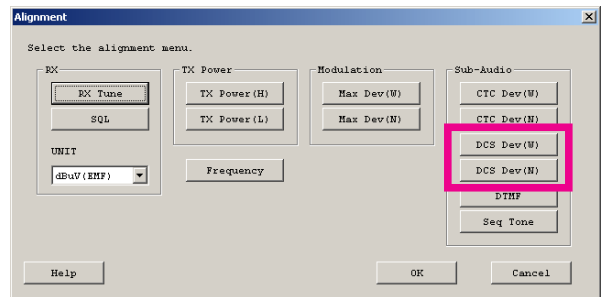 Alignment
Select the alignment menu.
RX
RX Tune
SQL
UNIT
dBuV(EMF)
TX Power
TX Power(H)
TX Power(L)
Frequency
Modulation
Max Dev(W)
Max Dev(N)
Sub-Audio
CTC Dev(W)
CTC Dev(N)
DCS Dev(W)
DCS Dev(N)
DTMF
Seq Tone
Help
OK
Cancel